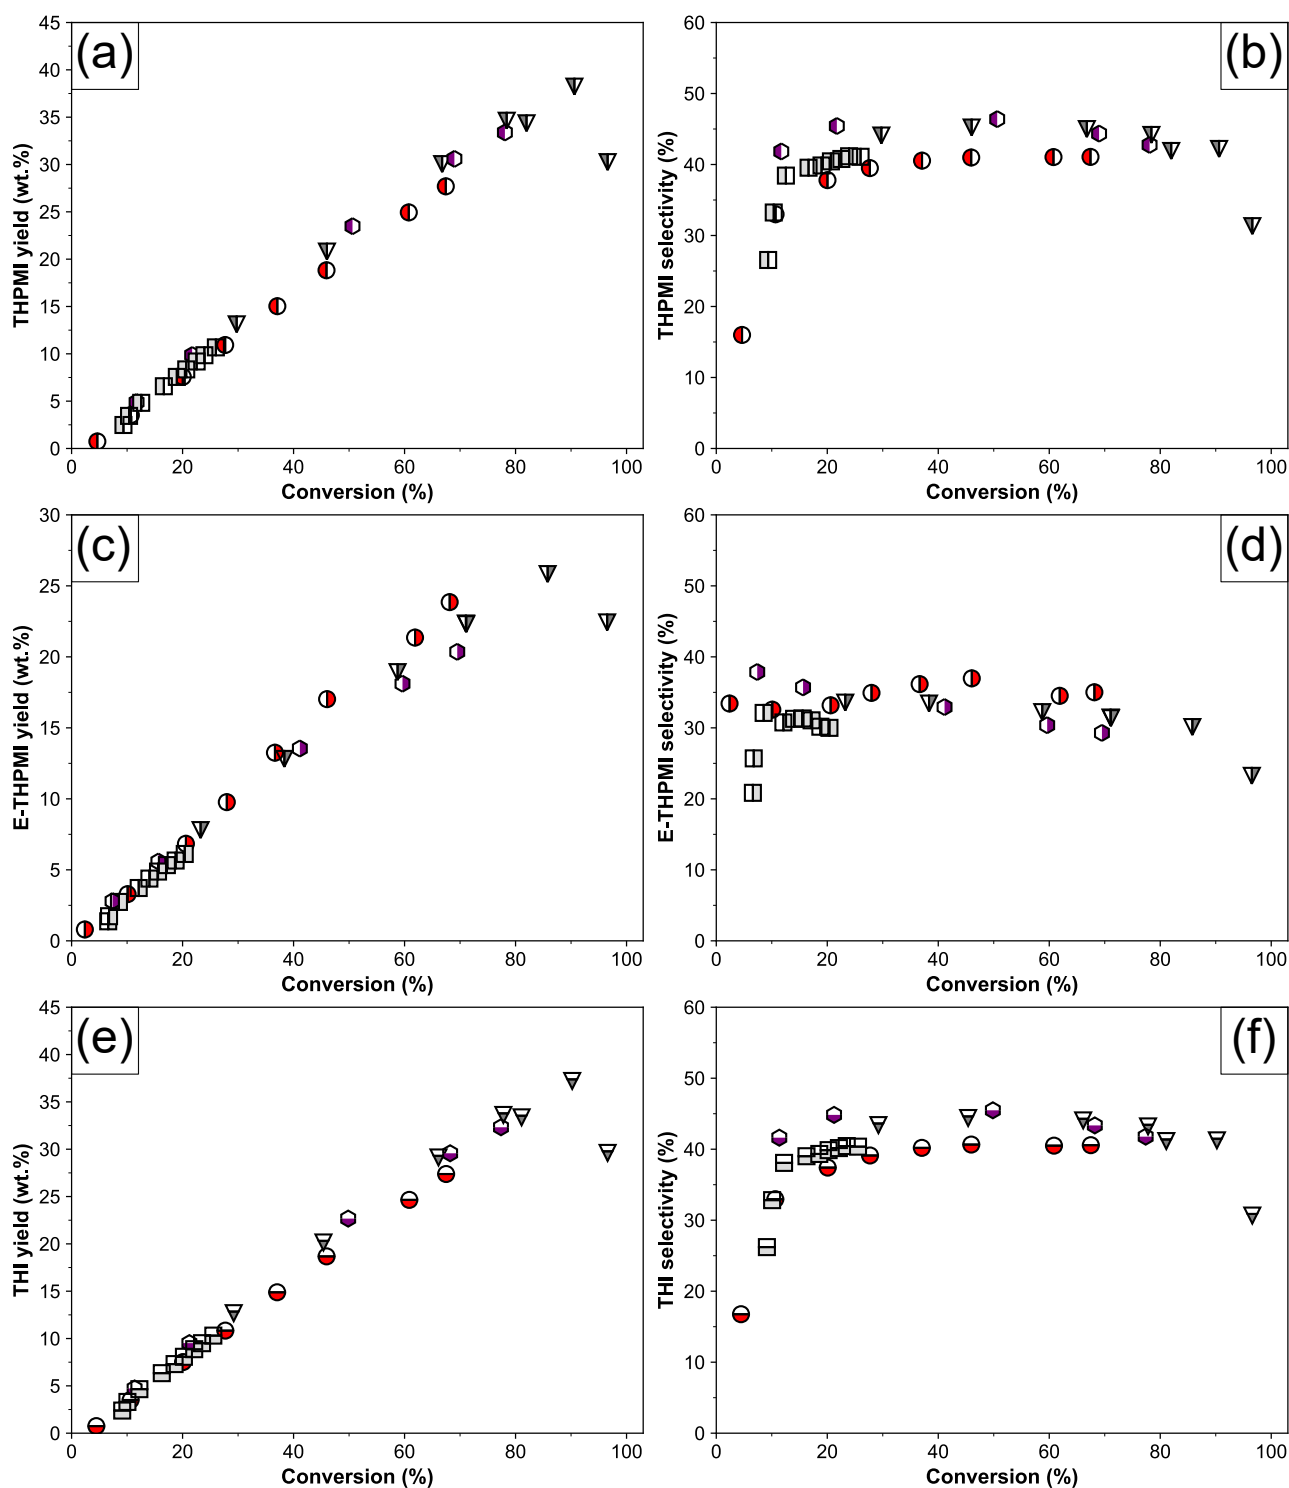 (a)
45
40
35
30
25
20
15
10
5
0
THPMI yield (wt.%)
0 20 40 60 80 100
Conversion (%)
(b)
60
50
40
30
20
10
0
THPMI selectivity (%)
0 20 40 60 80 100
Conversion (%)
(c)
30
25
20
15
10
5
0
E-THPMI yield (wt.%)
0 20 40 60 80 100
Conversion (%)
(d)
60
50
40
30
20
10
0
E-THPMI selectivity (%)
0 20 40 60 80 100
Conversion (%)
(e)
45
40
35
30
25
20
15
10
5
0
THI yield (wt.%)
0 20 40 60 80 100
Conversion (%)
(f)
60
50
40
30
20
10
0
THI selectivity (%)
0 20 40 60 80 100
Conversion (%)